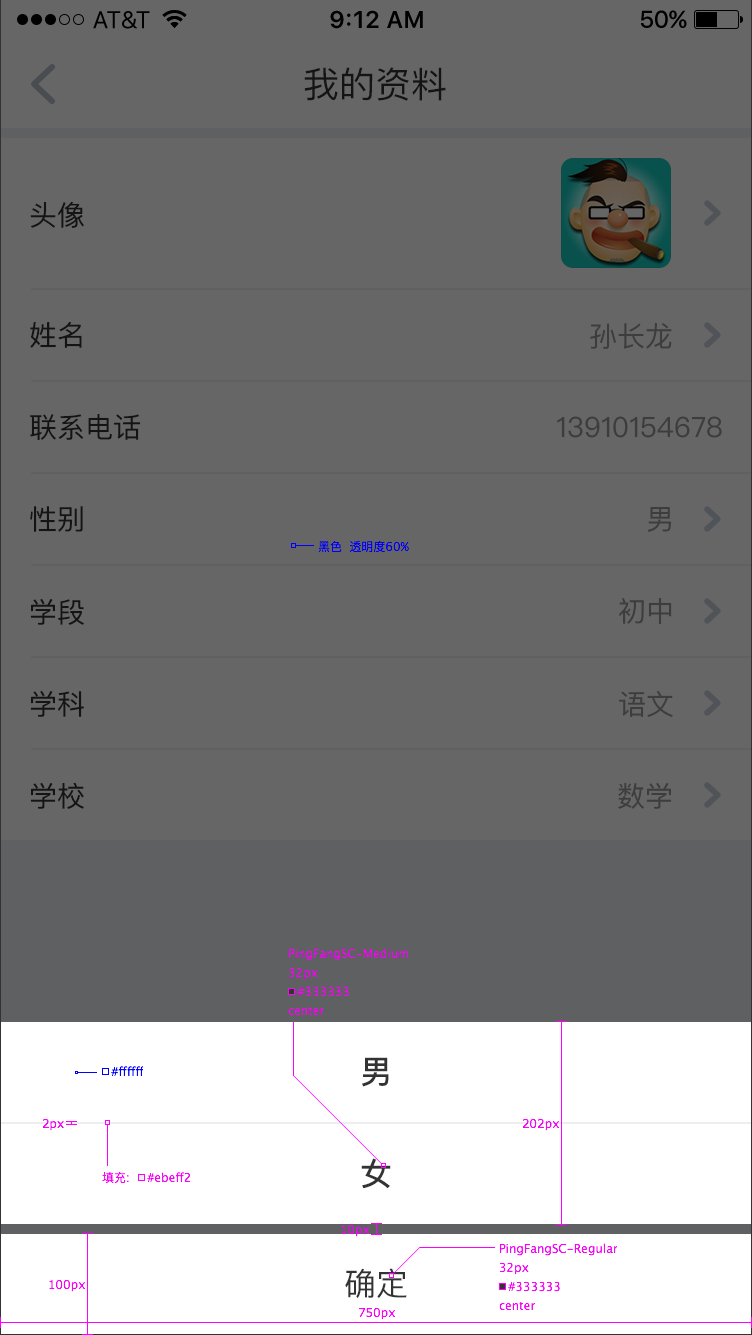 AT&T 9:12 AM 50%
我的资料
头像
姓名 孙长龙
联系电话 13910154678
性别 男
黑色 透明度60%
学段 初中
学科 语文
学校 数学
PingFangSC-Medium
32px
#333333
center
男
#ffffff
2px 202px
填充: #ebeff2
女
10px
PingFangSC-Regular
32px
#333333
center
确定
100px
750px